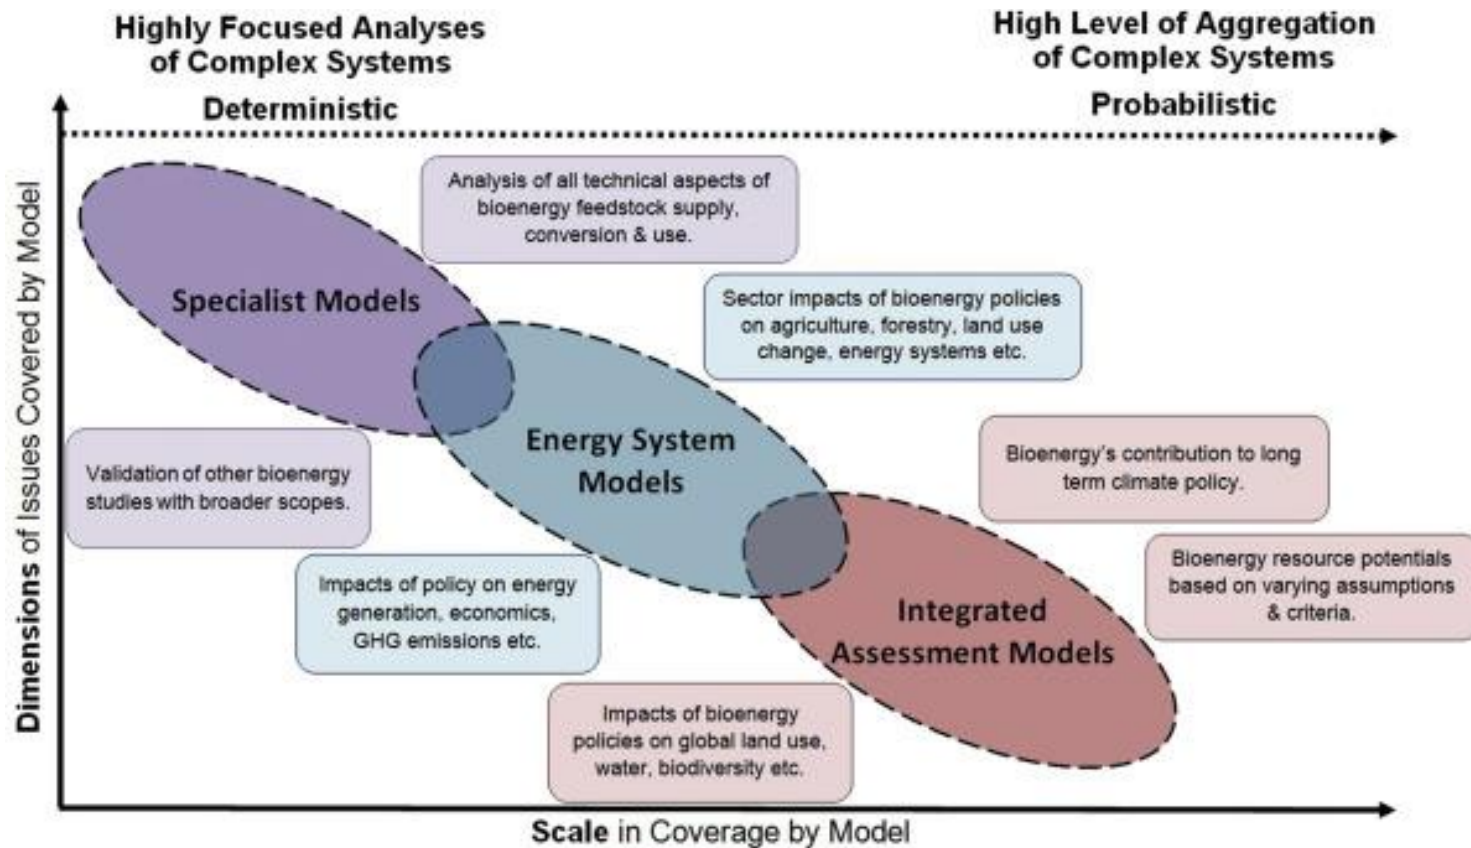 Highly Focused Analyses
of Complex Systems
Deterministic
High Level of Aggregation
of Complex Systems
Probabilistic
Dimensions of Issues Covered by Model
Analysis of all technical aspects of
bioenergy feedstock supply,
conversion & use.
Specialist Models
Sector impacts of bioenergy policies
on agriculture, forestry, land use
change, energy systems etc.
Validation of other bioenergy
studies with broader scopes.
Energy System
Models
Bioenergy's contribution to long
term climate policy.
Impacts of policy on energy
generation, economics,
GHG emissions etc.
Bioenergy resource potentials
based on varying assumptions
& criteria.
Integrated
Assessment Models
Impacts of bioenergy
policies on global land use,
water, biodiversity etc.
Scale in Coverage by Model